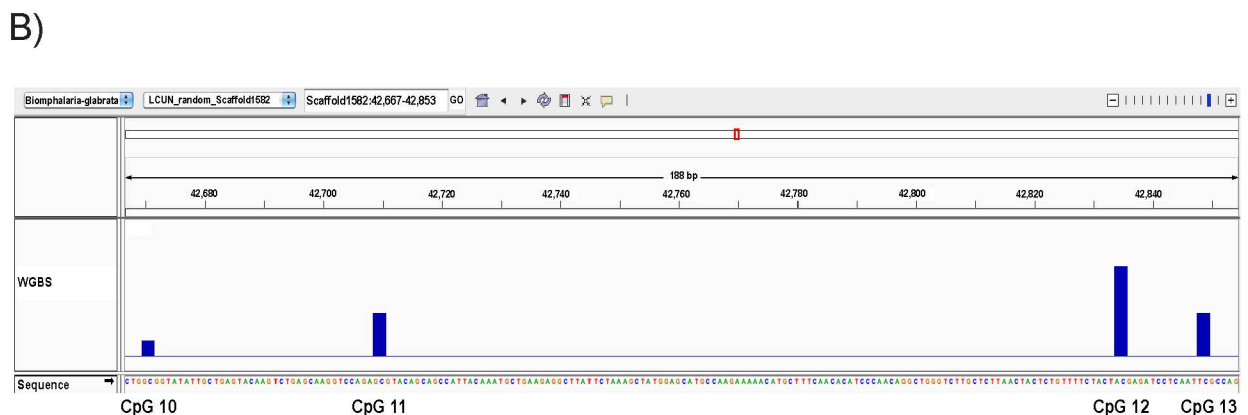 B)
Biomphalaria-glabrata LCUN_random_Scaffold1582 Scaffold1582:42,667-42,853 GO
188 bp
42,680 42,700 42,720 42,740 42,760 42,780 42,800 42,820 42,840
WGBS
Sequence CTGGCGGTATATTGCTGAGTACAAGTCTGAGCAAGGTCCAGAGCGTACAGCAGCCATTACAAATGCTGAAGAGGCTTATTCTAAAGCTATGGAGCATGCCAAGAAAAACATGCTTTCAACACATCCCAACAGGCTGGGTCTTGCTCTTAACTACTCTGTTTTCTACTACGAGATCCTCAATTCGCCAG
CpG 10 CpG 11 CpG 12 CpG 13